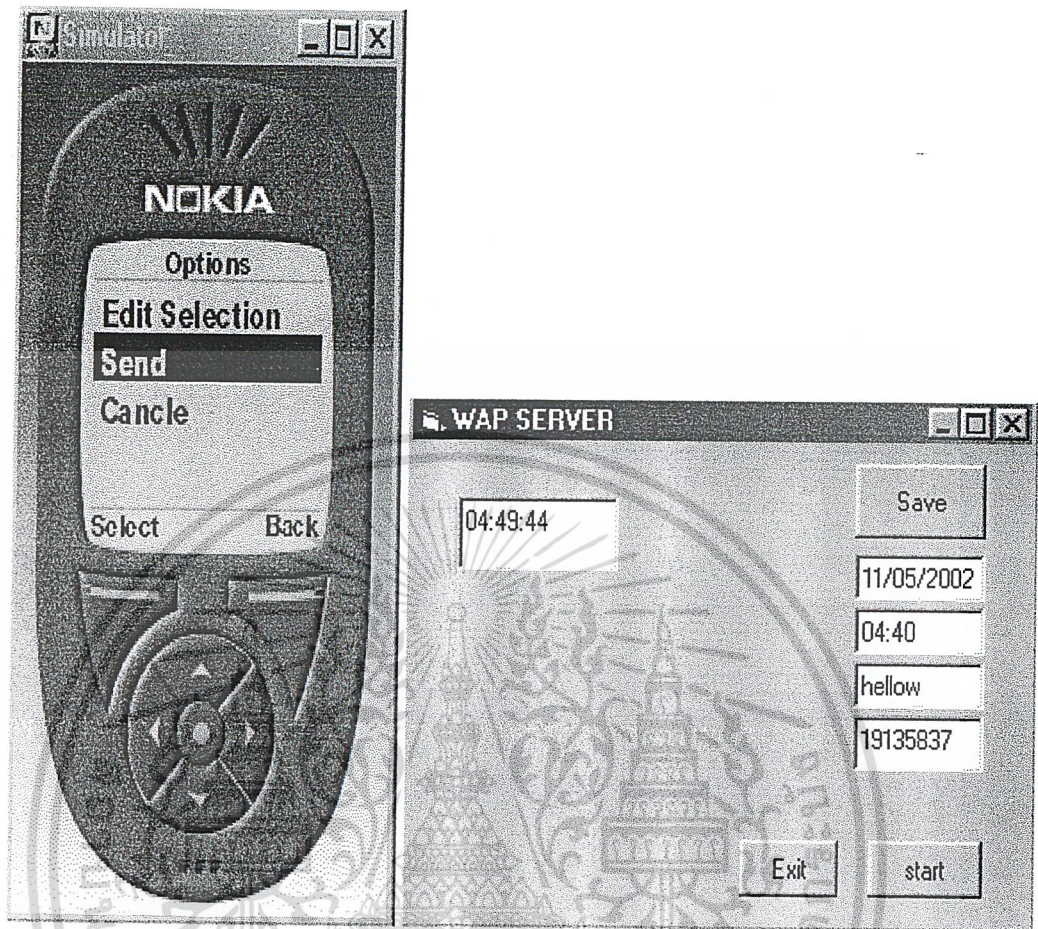 Simulator
NOKIA
Options
Edit Selection
Send
Cancle
Select Back
WAP SERVER
04:49:44
Save
11/05/2002
04:40
hellow
19135837
Exit start